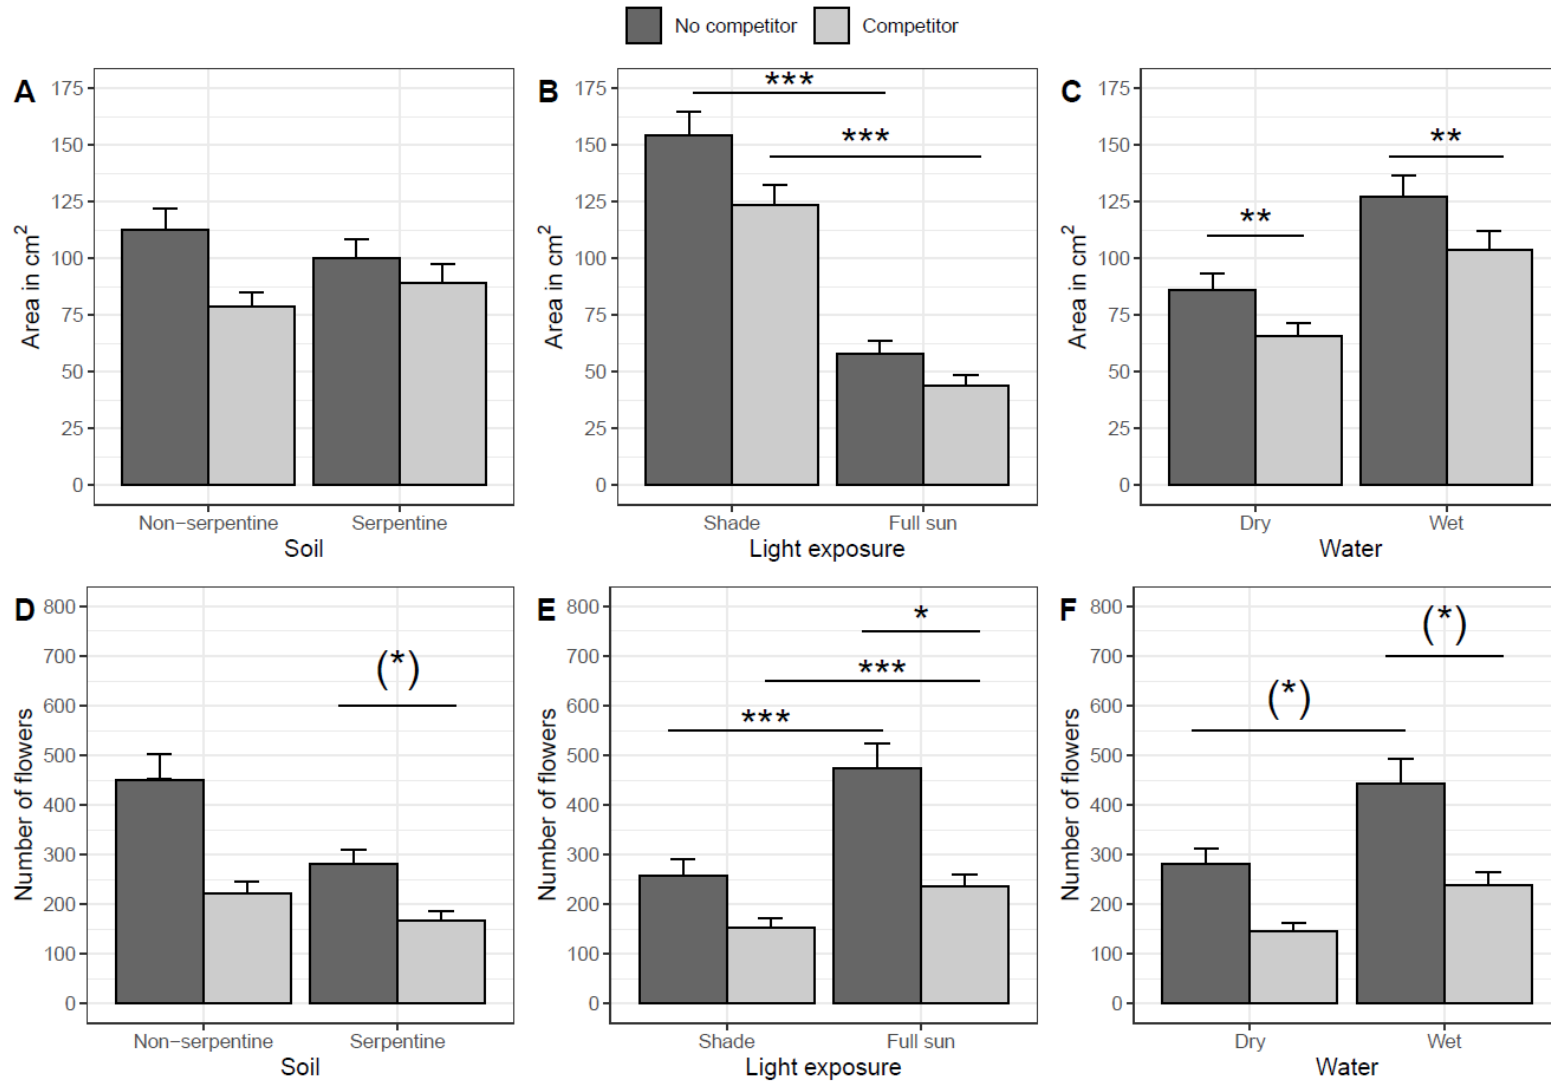 No competitor Competitor
A
175
150
125
100
75
50
25
0
Area in cm²
Non−serpentine Serpentine
Soil
B
***
***
175
150
125
100
75
50
25
0
Area in cm²
Shade Full sun
Light exposure
C
**
**
175
150
125
100
75
50
25
0
Area in cm²
Dry Wet
Water
D
(*)
800
700
600
500
400
300
200
100
0
Number of flowers
Non−serpentine Serpentine
Soil
E
*
***
***
800
700
600
500
400
300
200
100
0
Number of flowers
Shade Full sun
Light exposure
F
(*)
(*)
800
700
600
500
400
300
200
100
0
Number of flowers
Dry Wet
Water